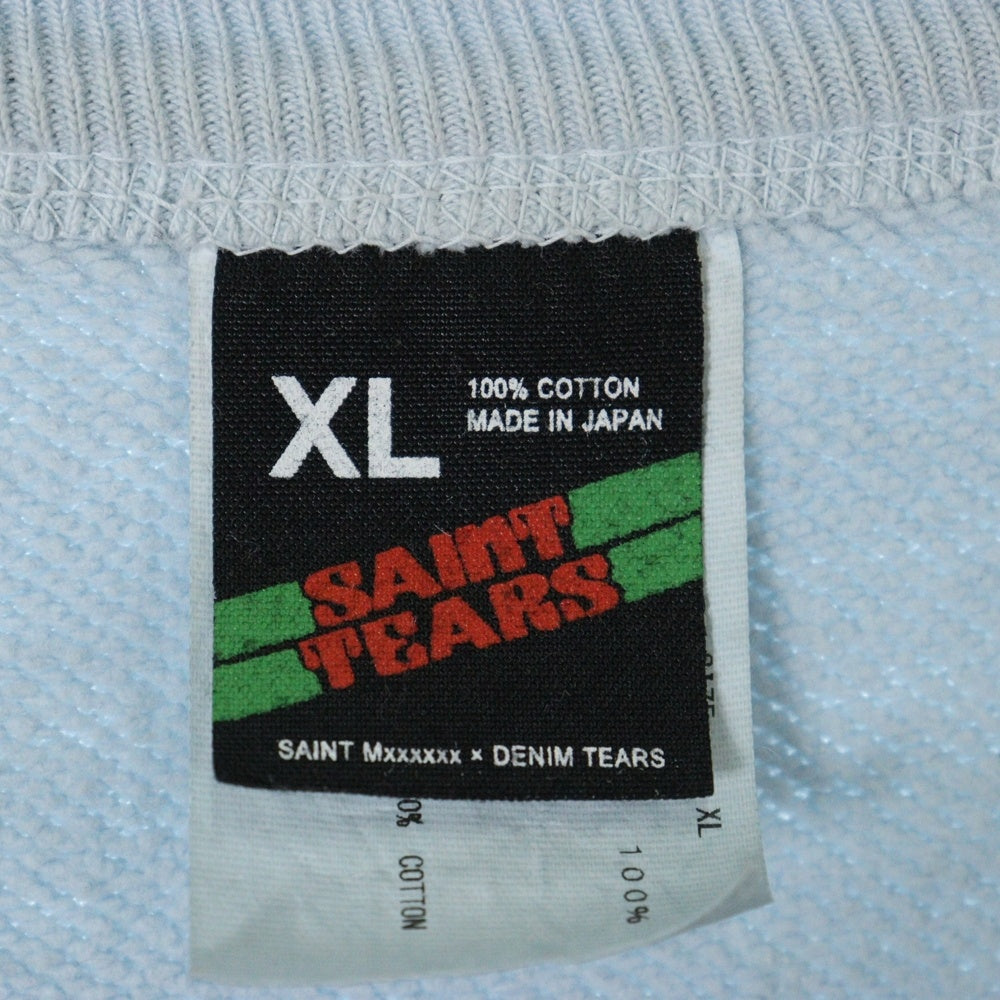 XL
100% COTTON
MADE IN JAPAN
SAINT
TEARS
SAINT Mxxxxxx × DENIM TEARS
XL
100%
COTTON